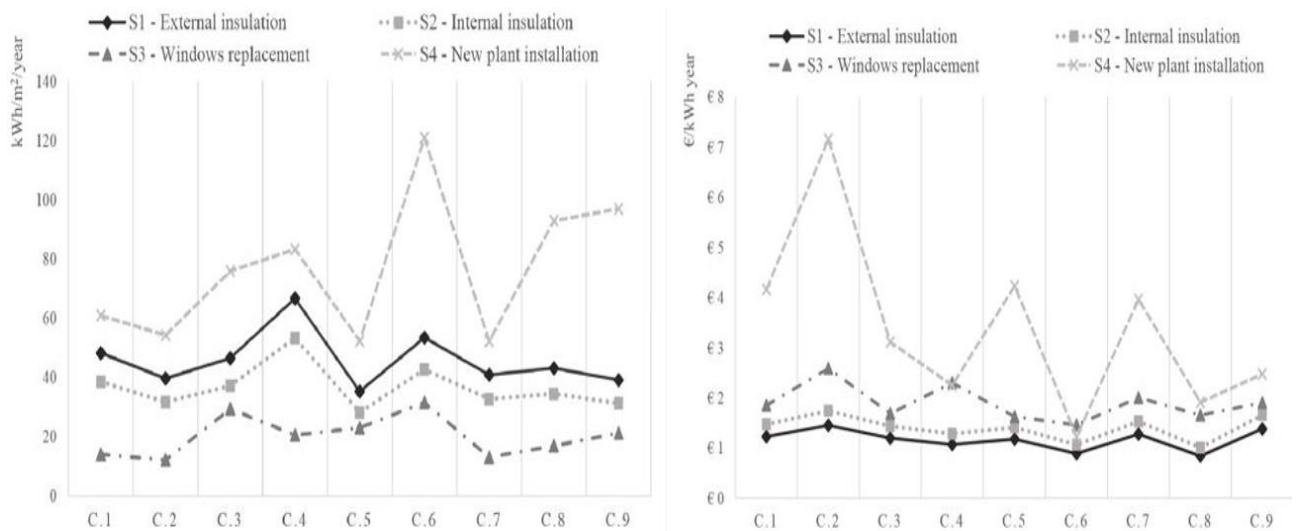 S1 - External insulation S2 - Internal insulation
S3 - Windows replacement S4 - New plant installation
kWh/m²/year
140
120
100
80
60
40
20
0
C.1 C.2 C.3 C.4 C.5 C.6 C.7 C.8 C.9
S1 - External insulation S2 - Internal insulation
S3 - Windows replacement S4 - New plant installation
€/kWh year
€ 8
€ 7
€ 6
€ 5
€ 4
€ 3
€ 2
€ 1
€ 0
C.1 C.2 C.3 C.4 C.5 C.6 C.7 C.8 C.9